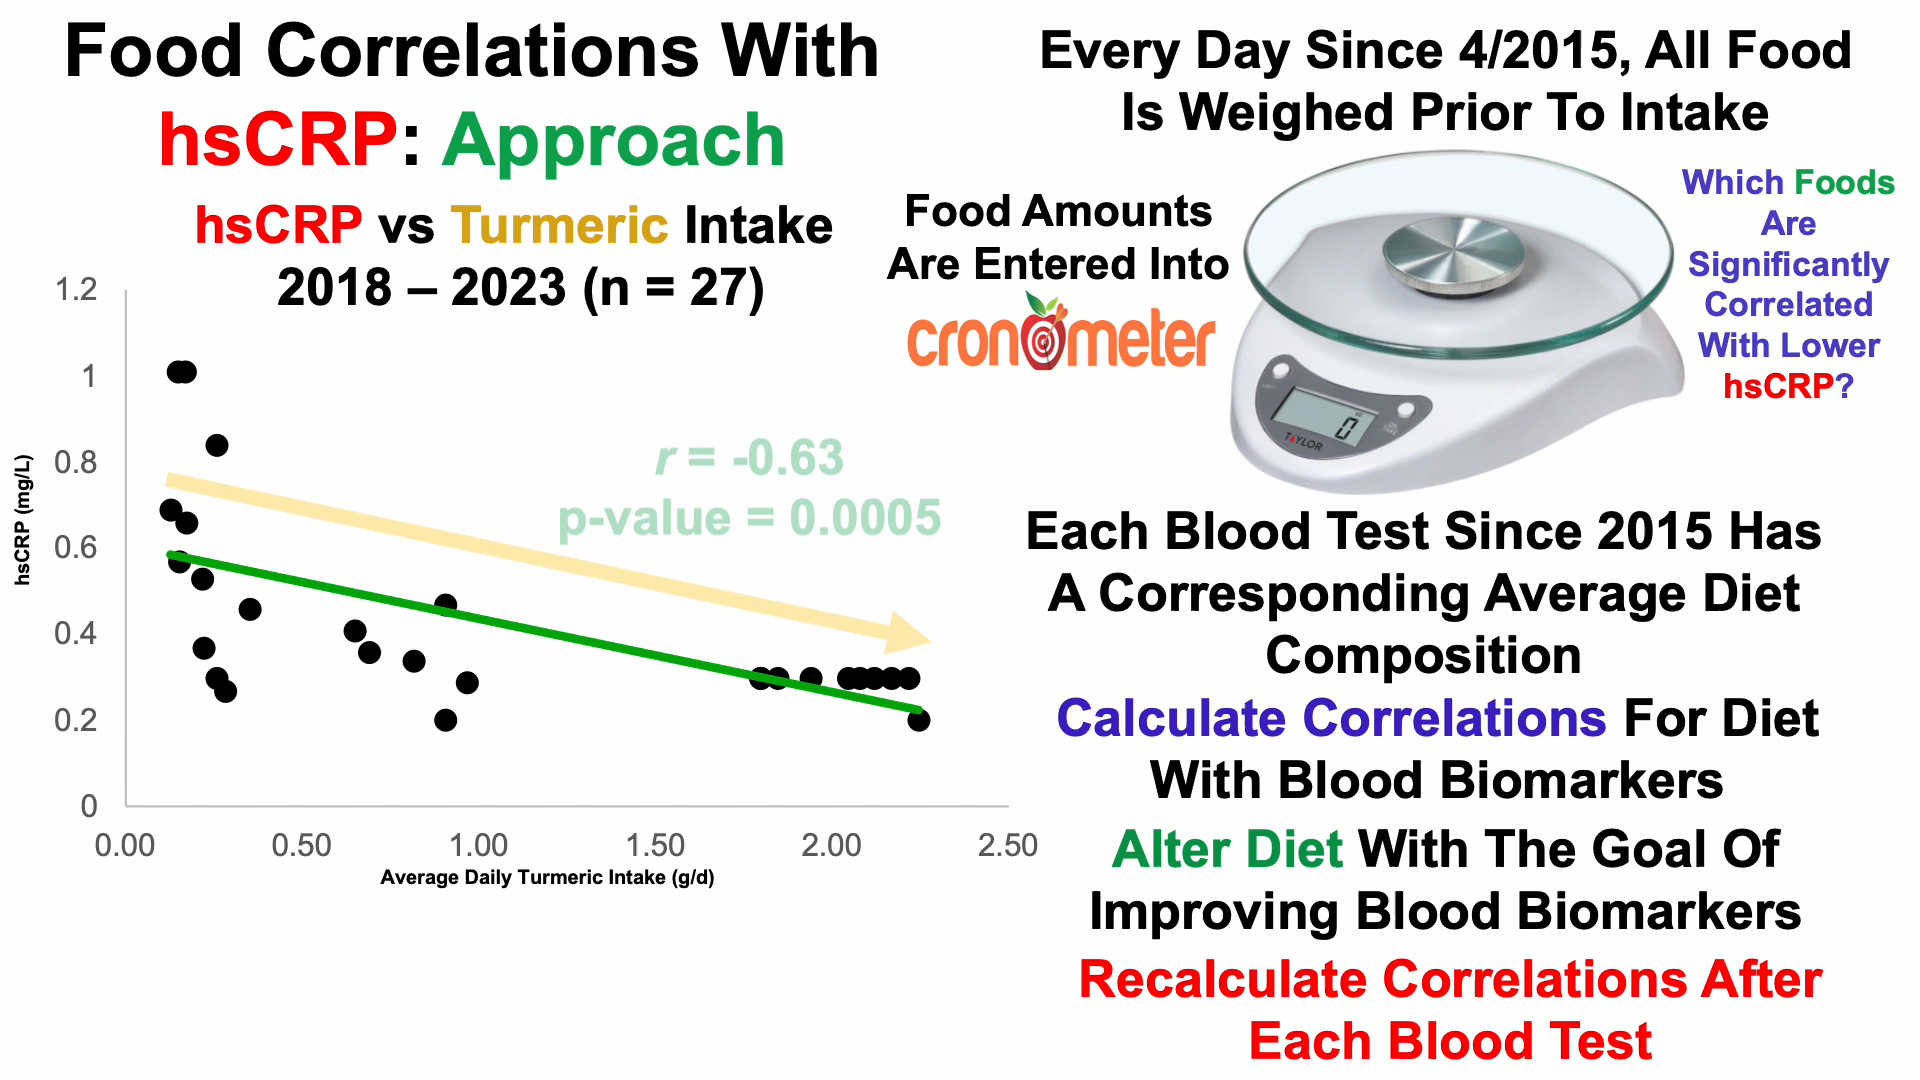 Food Correlations With
hsCRP: Approach
hsCRP vs Turmeric Intake
2018 – 2023 (n = 27)
1.2
1
0.8
0.6
0.4
0.2
0
hsCRP (mg/L)
r = -0.63
p-value = 0.0005
0.00 0.50 1.00 1.50 2.00 2.50
Average Daily Turmeric Intake (g/d)
Every Day Since 4/2015, All Food
Is Weighed Prior To Intake
Food Amounts
Are Entered Into
cronometer
0
TAYLOR
Which Foods
Are
Significantly
Correlated
With Lower
hsCRP?
Each Blood Test Since 2015 Has
A Corresponding Average Diet
Composition
Calculate Correlations For Diet
With Blood Biomarkers
Alter Diet With The Goal Of
Improving Blood Biomarkers
Recalculate Correlations After
Each Blood Test